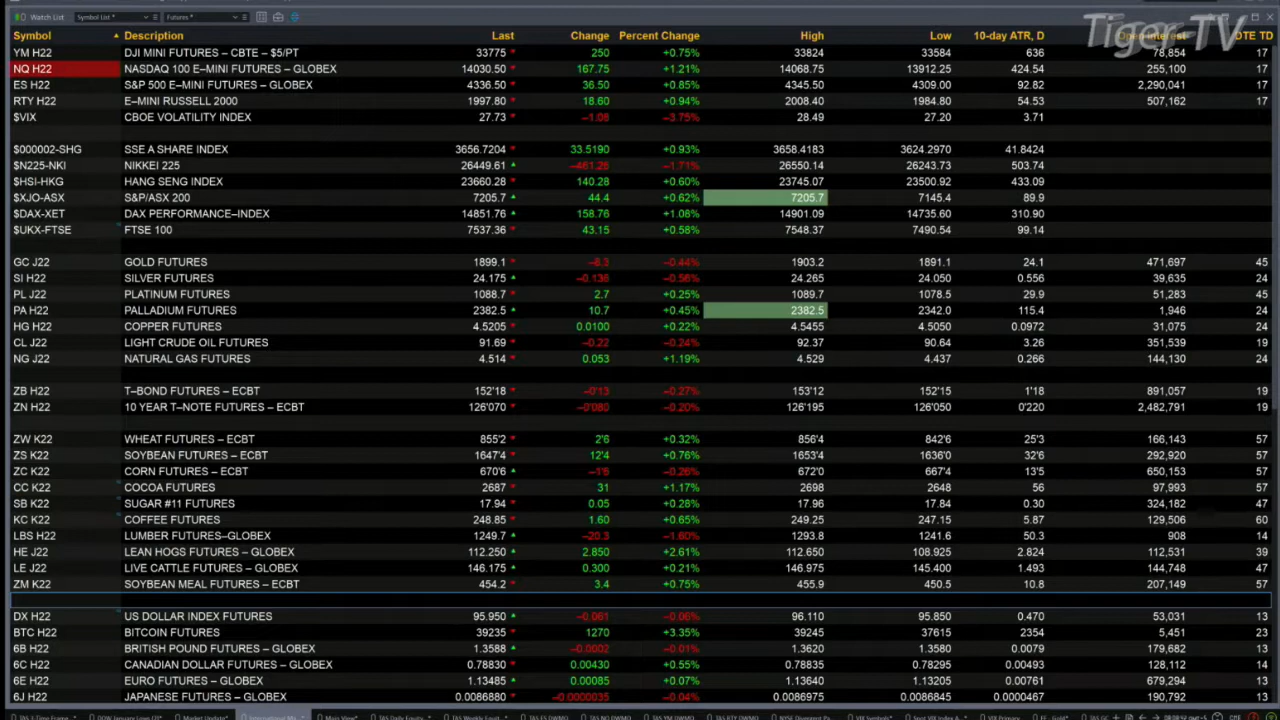 Watch List Symbol List * Futures *
Tiger-TV
Symbol Description Last Change Percent Change High Low 10-day ATR, D Open Interest DTE TD
YM H22 DJI MINI FUTURES – CBTE – $5/PT 33775 250 +0.75% 33824 33584 636 78,854 17
NQ H22 NASDAQ 100 E–MINI FUTURES – GLOBEX 14030.50 167.75 +1.21% 14068.75 13912.25 424.54 255,100 17
ES H22 S&P 500 E–MINI FUTURES – GLOBEX 4336.50 36.50 +0.85% 4345.50 4309.00 92.82 2,290,041 17
RTY H22 E–MINI RUSSELL 2000 1997.80 18.60 +0.94% 2008.40 1984.80 54.53 507,162 17
$VIX CBOE VOLATILITY INDEX 27.73 –1.08 –3.75% 28.49 27.20 3.71
$000002-SHG SSE A SHARE INDEX 3656.7204 33.5190 +0.93% 3658.4183 3624.2970 41.8424
$N225-NKI NIKKEI 225 26449.61 –461.26 –1.71% 26550.14 26243.73 503.74
$HSI-HKG HANG SENG INDEX 23660.28 140.28 +0.60% 23745.07 23500.92 433.09
$XJO-ASX S&P/ASX 200 7205.7 44.4 +0.62% 7205.7 7145.4 89.9
$DAX-XET DAX PERFORMANCE–INDEX 14851.76 158.76 +1.08% 14901.09 14735.60 310.90
$UKX-FTSE FTSE 100 7537.36 43.15 +0.58% 7548.37 7490.54 99.14
GC J22 GOLD FUTURES 1899.1 –8.3 –0.44% 1903.2 1891.1 24.1 471,697 45
SI H22 SILVER FUTURES 24.175 –0.136 –0.56% 24.265 24.050 0.556 39,635 24
PL J22 PLATINUM FUTURES 1088.7 2.7 +0.25% 1089.7 1078.5 29.9 51,283 45
PA H22 PALLADIUM FUTURES 2382.5 10.7 +0.45% 2382.5 2342.0 115.4 1,946 24
HG H22 COPPER FUTURES 4.5205 0.0100 +0.22% 4.5455 4.5050 0.0972 31,075 24
CL J22 LIGHT CRUDE OIL FUTURES 91.69 –0.22 –0.24% 92.37 90.64 3.26 351,539 19
NG J22 NATURAL GAS FUTURES 4.514 0.053 +1.19% 4.529 4.437 0.266 144,130 24
ZB H22 T–BOND FUTURES – ECBT 152'18 –0'13 –0.27% 153'12 152'15 1'18 891,057 19
ZN H22 10 YEAR T–NOTE FUTURES – ECBT 126'070 –0'080 –0.20% 126'195 126'050 0'220 2,482,791 19
ZW K22 WHEAT FUTURES – ECBT 855'2 2'6 +0.32% 856'4 842'6 25'3 166,143 57
ZS K22 SOYBEAN FUTURES – ECBT 1647'4 12'4 +0.76% 1653'4 1636'0 32'6 292,920 57
ZC K22 CORN FUTURES – ECBT 670'6 –1'6 –0.26% 672'0 667'4 13'5 650,153 57
CC K22 COCOA FUTURES 2687 31 +1.17% 2698 2648 56 97,993 57
SB K22 SUGAR #11 FUTURES 17.94 0.05 +0.28% 17.96 17.84 0.30 324,182 47
KC K22 COFFEE FUTURES 248.85 1.60 +0.65% 249.25 247.15 5.87 129,506 60
LBS H22 LUMBER FUTURES–GLOBEX 1249.7 –20.3 –1.60% 1293.8 1241.6 50.3 908 14
HE J22 LEAN HOGS FUTURES – GLOBEX 112.250 2.850 +2.61% 112.650 108.925 2.824 112,531 39
LE J22 LIVE CATTLE FUTURES – GLOBEX 146.175 0.300 +0.21% 146.975 145.400 1.493 144,748 47
ZM K22 SOYBEAN MEAL FUTURES – ECBT 454.2 3.4 +0.75% 455.9 450.5 10.8 207,149 57
DX H22 US DOLLAR INDEX FUTURES 95.950 –0.061 –0.06% 96.110 95.850 0.470 53,031 13
BTC H22 BITCOIN FUTURES 39235 1270 +3.35% 39245 37615 2354 5,451 23
6B H22 BRITISH POUND FUTURES – GLOBEX 1.3588 –0.0002 –0.01% 1.3620 1.3580 0.0079 179,682 13
6C H22 CANADIAN DOLLAR FUTURES – GLOBEX 0.78830 0.00430 +0.55% 0.78835 0.78295 0.00493 128,112 14
6E H22 EURO FUTURES – GLOBEX 1.13485 0.00085 +0.07% 1.13640 1.13205 0.00761 679,294 13
6J H22 JAPANESE FUTURES – GLOBEX 0.0086880 –0.0000035 –0.04% 0.0086975 0.0086845 0.0000467 190,792 13